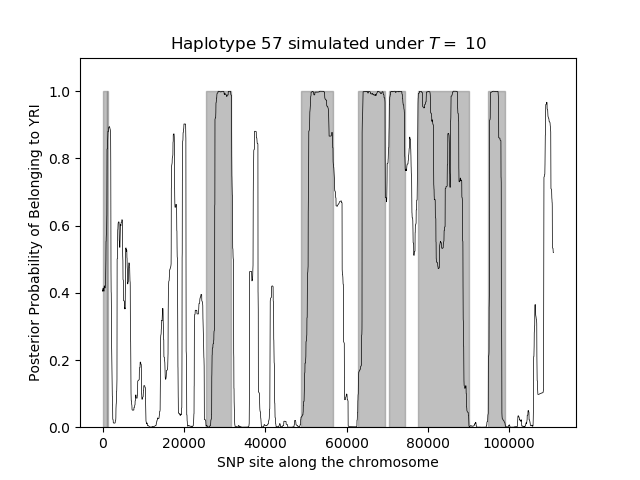 Haplotype 57 simulated under T = 10
Posterior Probability of Belonging to YRI
1.0
0.8
0.6
0.4
0.2
0.0
0 20000 40000 60000 80000 100000
SNP site along the chromosome